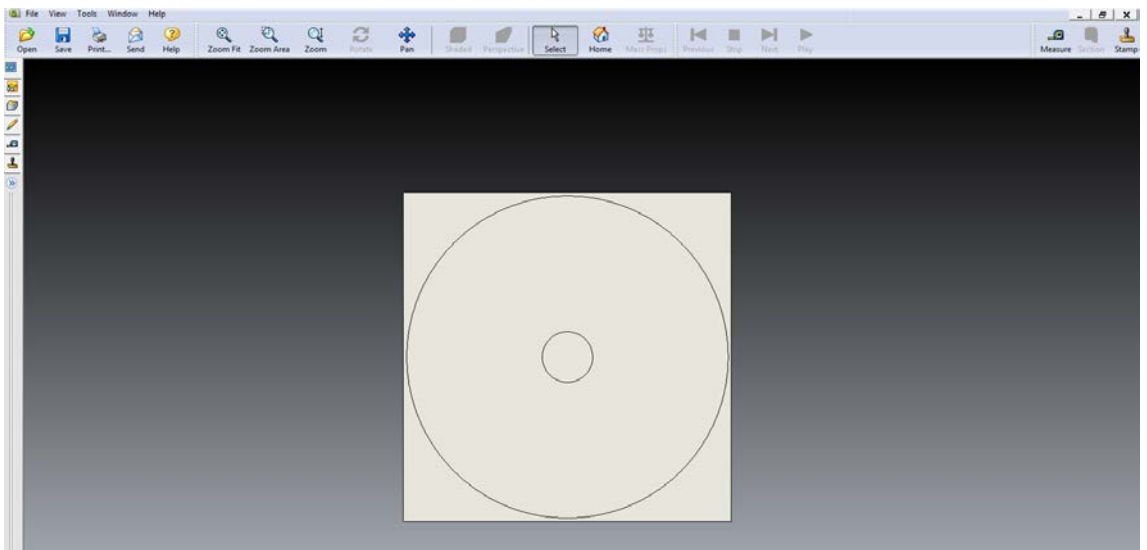 File View Tools Window Help
Open Save Print... Send Help Zoom Fit Zoom Area Zoom Rotate Pan Shaded Perspective Select Home Mass Props Previous Stop Next Play Measure Section Stamp